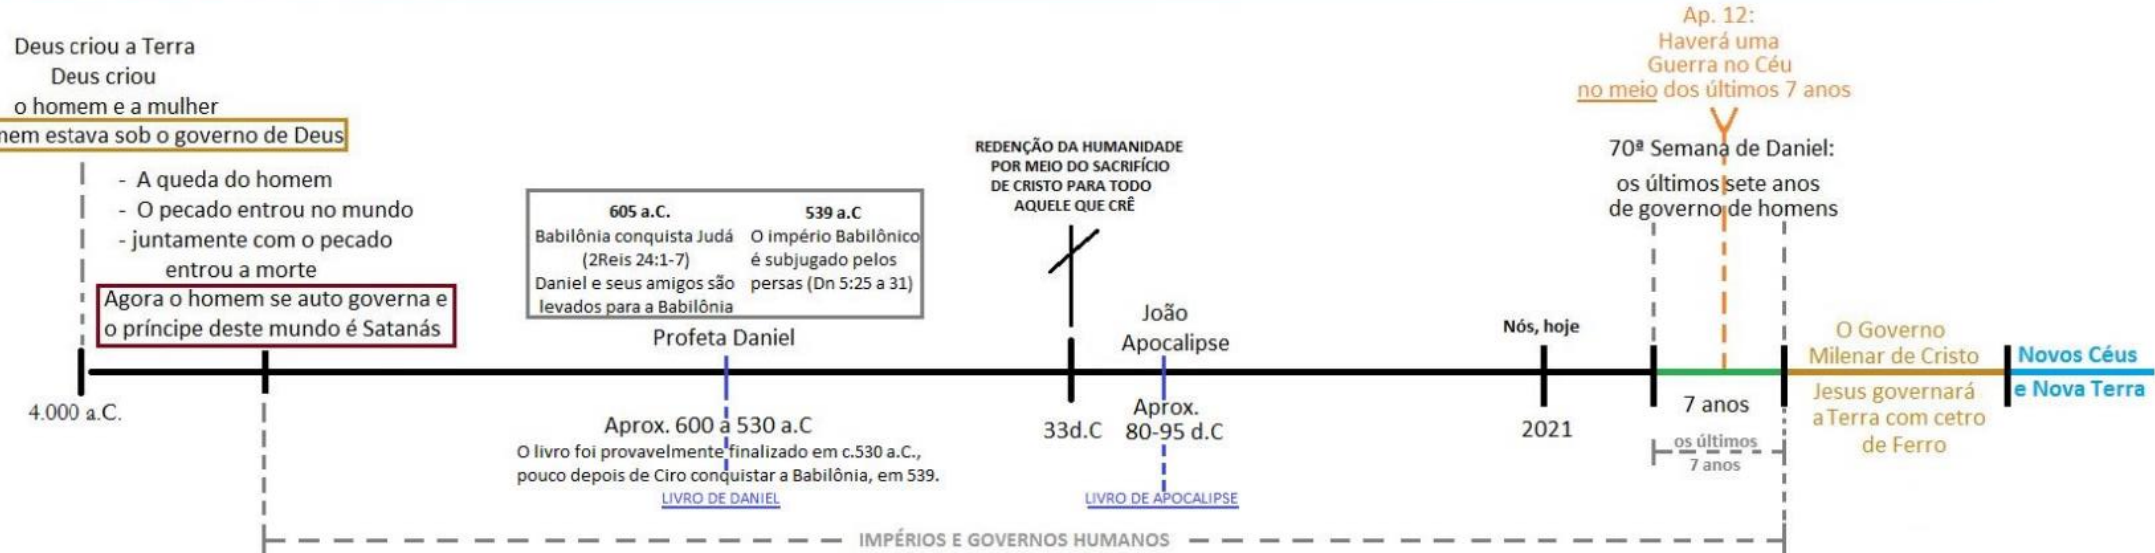 Deus criou a Terra
Deus criou
o homem e a mulher
estava sob o governo de Deus
- A queda do homem
- O pecado entrou no mundo
- juntamente com o pecado
entrou a morte
Agora o homem se auto governa e
o príncipe deste mundo é Satanás
4.000 a.C.
605 a.C.
Babilônia conquista Judá
(2Reis 24:1-7)
Daniel e seus amigos são
levados para a Babilônia
539 a.C
O império Babilônico
é subjugado pelos
persas (Dn 5:25 a 31)
Profeta Daniel
Aprox. 600 a 530 a.C
O livro foi provavelmente finalizado em c.530 a.C.,
pouco depois de Ciro conquistar a Babilônia, em 539.
LIVRO DE DANIEL
REDENÇÃO DA HUMANIDADE
POR MEIO DO SACRIFÍCIO
DE CRISTO PARA TODO
AQUELE QUE CRÊ
33d.C
João
Apocalipse
Aprox.
80-95 d.C
LIVRO DE APOCALIPSE
Nós, hoje
2021
Ap. 12:
Haverá uma
Guerra no Céu
no meio dos últimos 7 anos
70ª Semana de Daniel:
os últimos sete anos
de governo de homens
7 anos
os últimos
7 anos
O Governo
Milenar de Cristo
Jesus governará
a Terra com cetro
de Ferro
Novos Céus
e Nova Terra
IMPÉRIOS E GOVERNOS HUMANOS